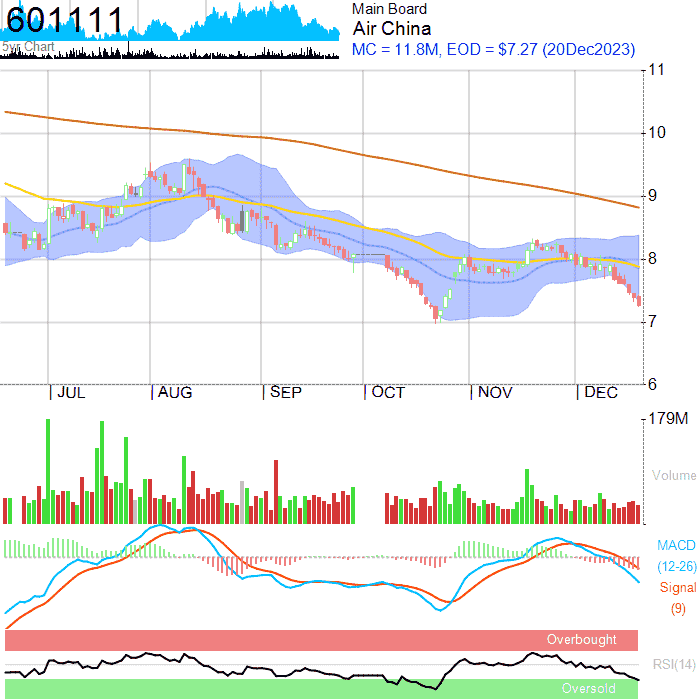 601111
5yr Chart
Main Board
Air China
MC = 11.8M, EOD = $7.27 (20Dec2023)
11
10
9
8
7
6
JUL AUG SEP OCT NOV DEC
179M
Volume
MACD
(12-26)
Signal
(9)
Overbought
RSI(14)
Oversold